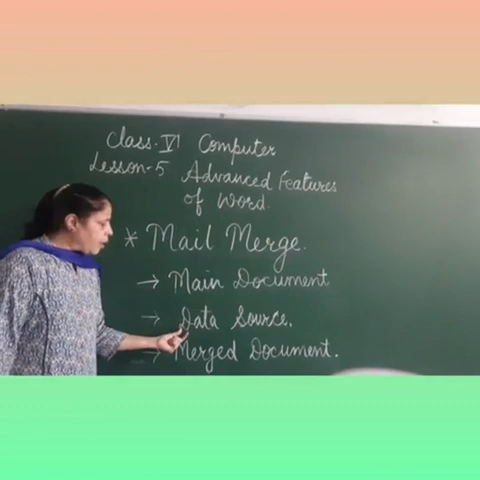 Class-VI Computer
Lesson-5 Advanced Features
of Word.
* Mail Merge.
→ Main Document
→ Data Source.
→ Merged Document.